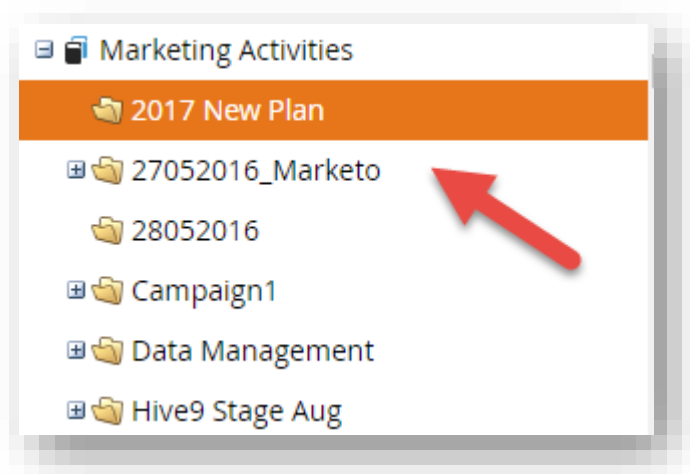 Marketing Activities
2017 New Plan
27052016_Marketo
28052016
Campaign1
Data Management
Hive9 Stage Aug